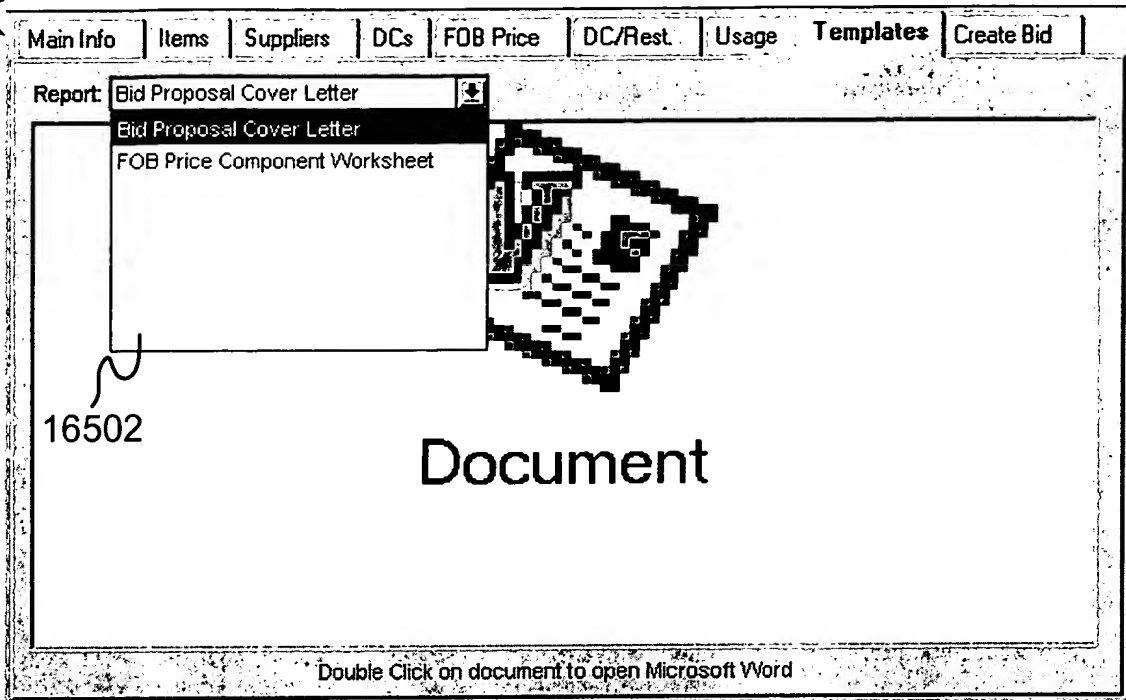 Main Info Items Suppliers DCs FOB Price DC/Rest. Usage Templates Create Bid
Report: Bid Proposal Cover Letter
Bid Proposal Cover Letter
FOB Price Component Worksheet
16502
Document
Double Click on document to open Microsoft Word